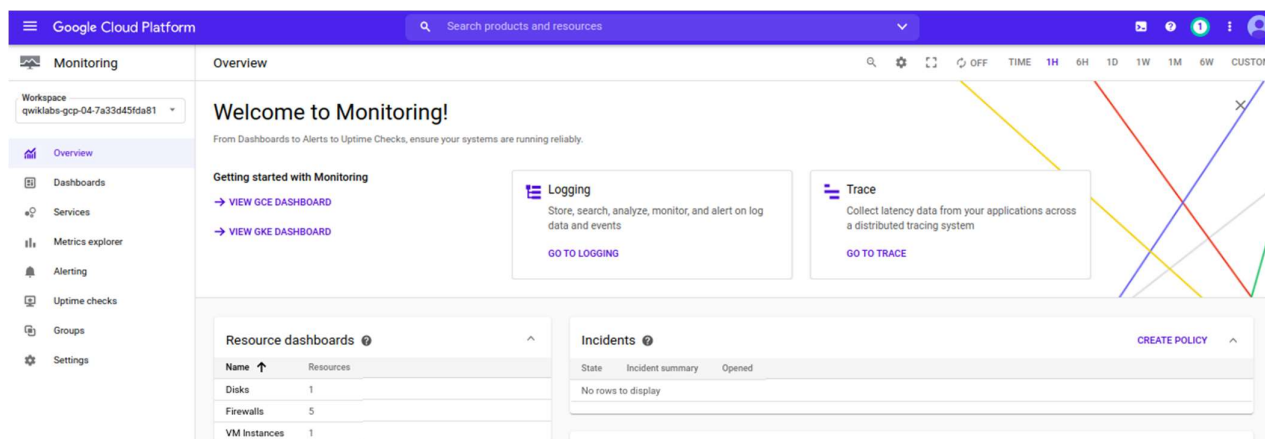 Google Cloud Platform
Search products and resources
1
Monitoring
Overview
OFF TIME 1H 6H 1D 1W 1M 6W CUSTOM
Workspace
qwiklabs-gcp-04-7a33d45fda81
Overview
Dashboards
Services
Metrics explorer
Alerting
Uptime checks
Groups
Settings
Welcome to Monitoring!
From Dashboards to Alerts to Uptime Checks, ensure your systems are running reliably.
Getting started with Monitoring
→ VIEW GCE DASHBOARD
→ VIEW GKE DASHBOARD
Logging
Store, search, analyze, monitor, and alert on log
data and events
GO TO LOGGING
Trace
Collect latency data from your applications across
a distributed tracing system
GO TO TRACE
Resource dashboards
Name Resources
Disks 1
Firewalls 5
VM Instances 1
Incidents
CREATE POLICY
State Incident summary Opened
No rows to display